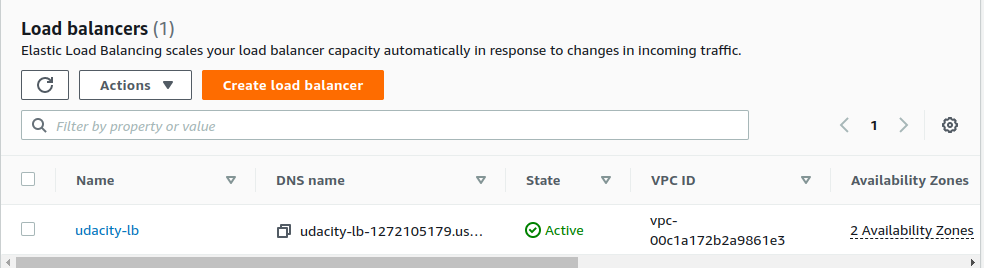 Load balancers (1)
Elastic Load Balancing scales your load balancer capacity automatically in response to changes in incoming traffic.
Actions
Create load balancer
Filter by property or value
1
Name DNS name State VPC ID Availability Zones
udacity-lb udacity-lb-1272105179.us... Active vpc-
00c1a172b2a9861e3 2 Availability Zones